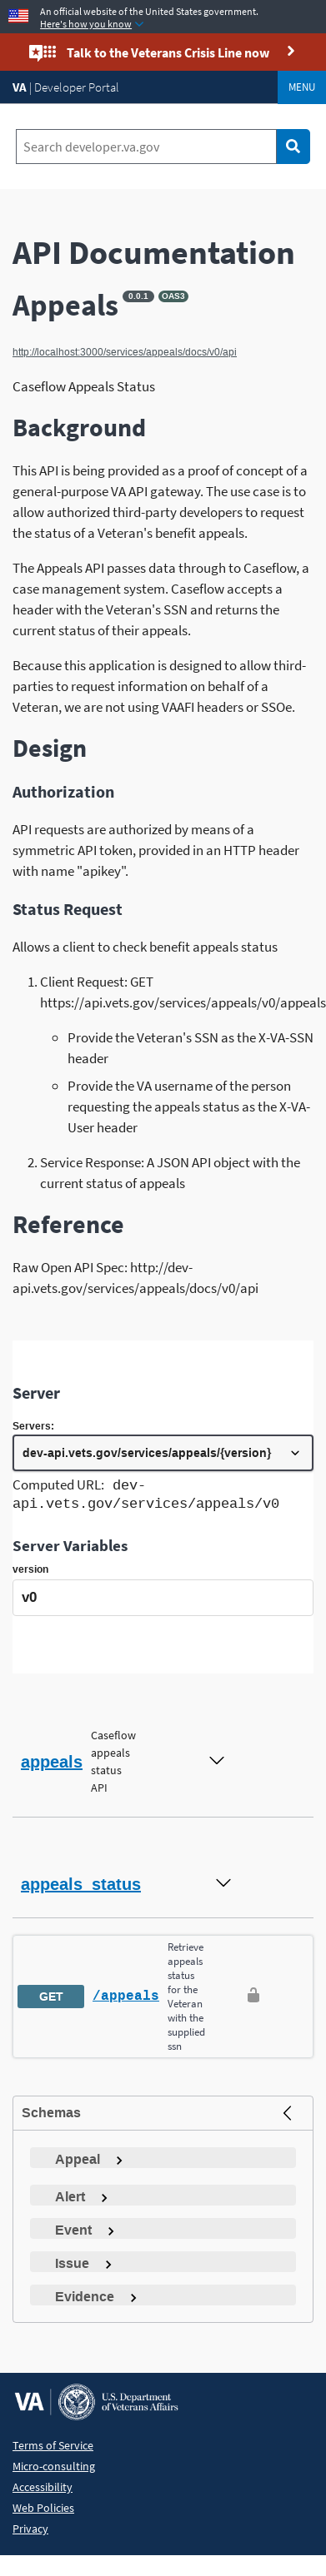 An official website of the United States government.
Here's how you know
Talk to the Veterans Crisis Line now
VA | Developer Portal
MENU
Search developer.va.gov
API Documentation
Appeals 0.0.1 OAS3
http://localhost:3000/services/appeals/docs/v0/api
Caseflow Appeals Status
Background
This API is being provided as a proof of concept of a
general-purpose VA API gateway. The use case is to
allow authorized third-party developers to request
the status of a Veteran's benefit appeals.
The Appeals API passes data through to Caseflow, a
case management system. Caseflow accepts a
header with the Veteran's SSN and returns the
current status of their appeals.
Because this application is designed to allow third-
parties to request information on behalf of a
Veteran, we are not using VAAFI headers or SSOe.
Design
Authorization
API requests are authorized by means of a
symmetric API token, provided in an HTTP header
with name "apikey".
Status Request
Allows a client to check benefit appeals status
1. Client Request: GET
https://api.vets.gov/services/appeals/v0/appeals
Provide the Veteran's SSN as the X-VA-SSN
header
Provide the VA username of the person
requesting the appeals status as the X-VA-
User header
2. Service Response: A JSON API object with the
current status of appeals
Reference
Raw Open API Spec: http://dev-
api.vets.gov/services/appeals/docs/v0/api
Server
Servers:
dev-api.vets.gov/services/appeals/{version}
Computed URL: dev-
api.vets.gov/services/appeals/v0
Server Variables
version
v0
appeals
Caseflow
appeals
status
API
appeals_status
GET
/appeals
Retrieve
appeals
status
for the
Veteran
with the
supplied
ssn
Schemas
Appeal
Alert
Event
Issue
Evidence
VA
U.S. Department
of Veterans Affairs
Terms of Service
Micro-consulting
Accessibility
Web Policies
Privacy